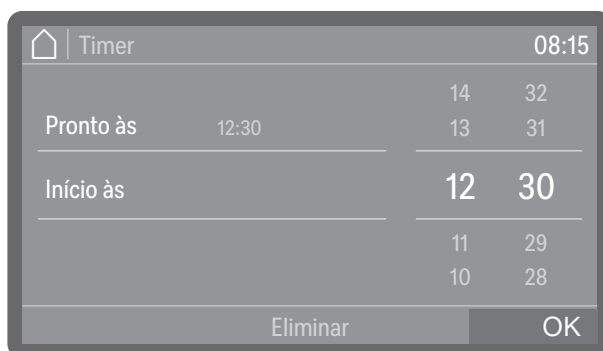 Timer 08:15
14 32
Pronto às 12:30 13 31
Início às 12 30
11 29
10 28
Eliminar OK